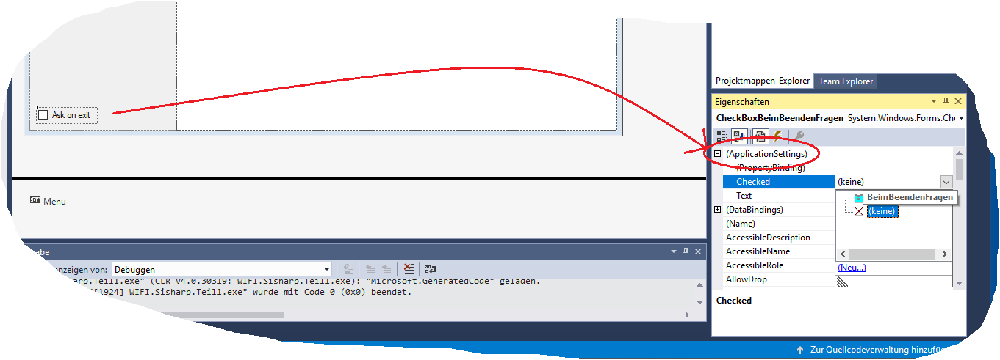 Projektmappen-Explorer Team Explorer
Eigenschaften
CheckBoxBeimBeendenFragen System.Windows.Forms.Che
Ask on exit
(ApplicationSettings)
(PropertyBinding)
Checked (keine)
Text
BeimBeendenFragen
(DataBindings)
(keine)
(Name)
AccessibleDescription
AccessibleName
AccessibleRole
(Neu...)
AllowDrop
Checked
Menü
abe
nzeigen von: Debuggen
harp.Teil1.exe" (CLR v4.0.30319: WIFI.Sisharp.Teil1.exe): "Microsoft.GeneratedCode" geladen.
"[1924] WIFI.Sisharp.Teil1.exe" wurde mit Code 0 (0x0) beendet.
Zur Quellcodeverwaltung hinzufüg